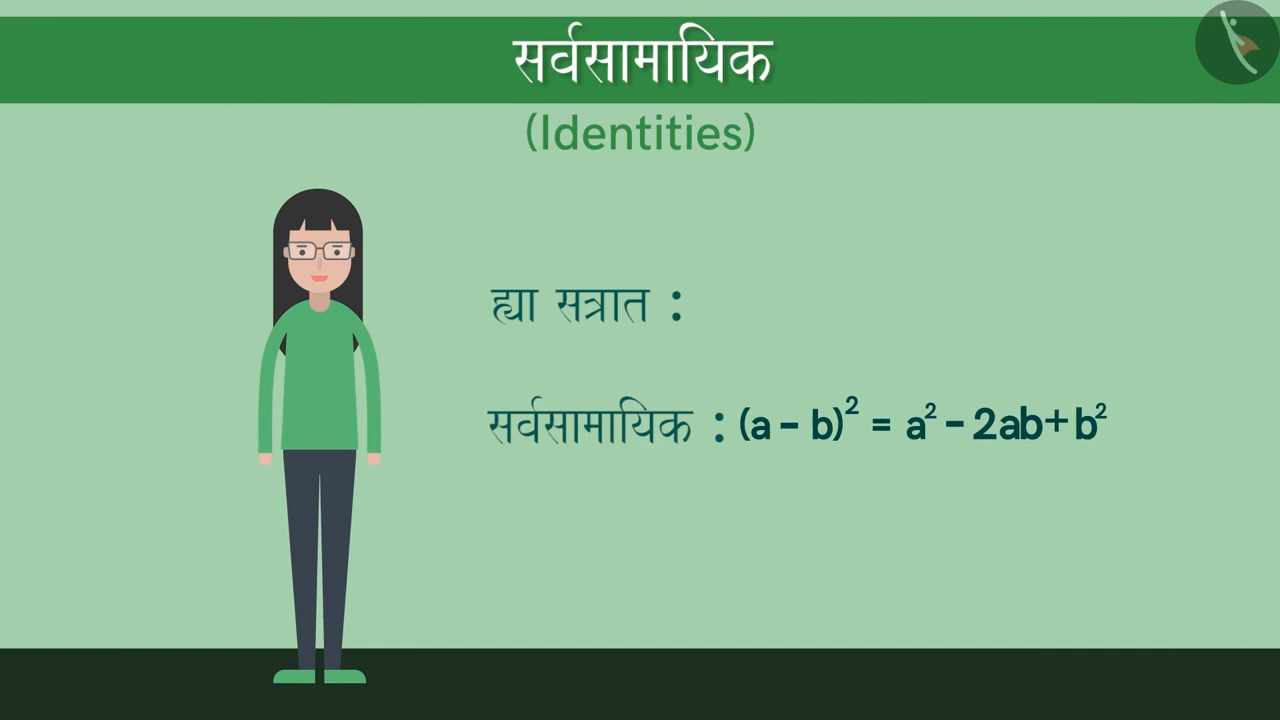 सर्वसामायिक
(Identities)
ह्या सत्रात :
सर्वसामायिक : (a - b)² = a² - 2ab + b²